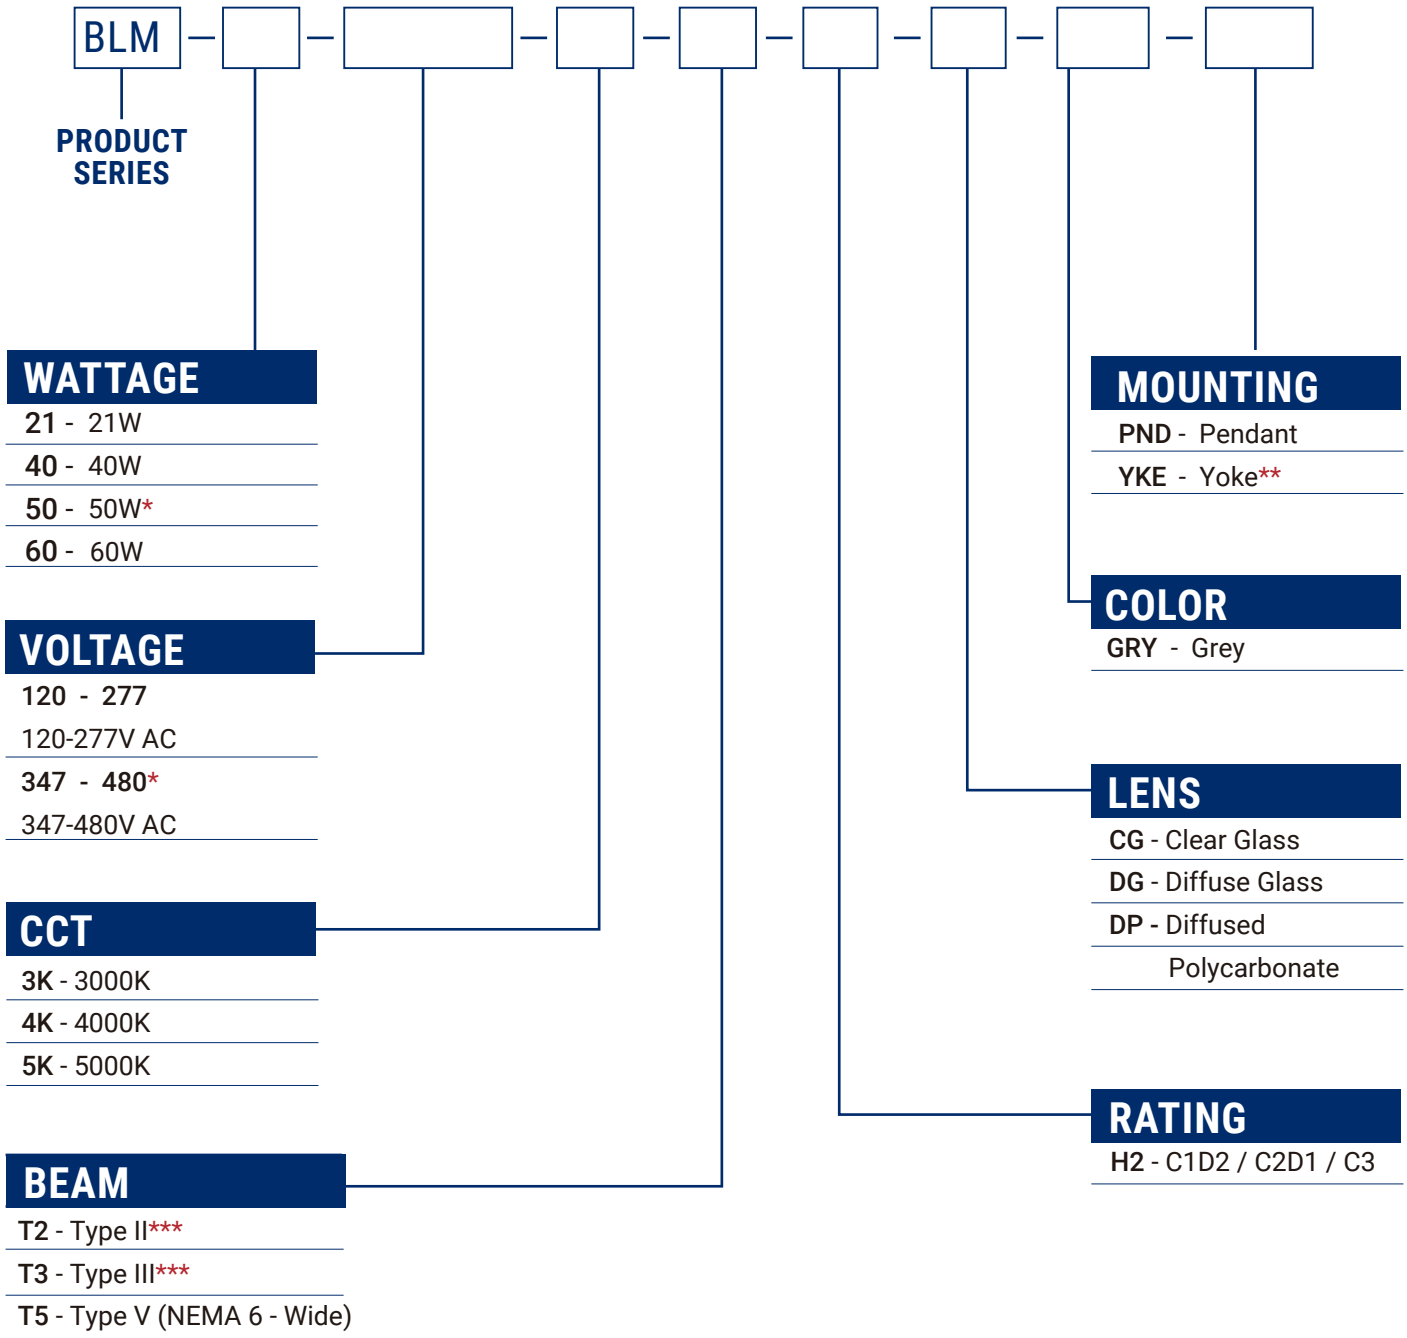 BLM
PRODUCT
SERIES
WATTAGE
21 - 21W
40 - 40W
50 - 50W*
60 - 60W
VOLTAGE
120 - 277
120-277V AC
347 - 480*
347-480V AC
CCT
3K - 3000K
4K - 4000K
5K - 5000K
BEAM
T2 - Type II***
T3 - Type III***
T5 - Type V (NEMA 6 - Wide)
MOUNTING
PND - Pendant
YKE - Yoke**
COLOR
GRY - Grey
LENS
CG - Clear Glass
DG - Diffuse Glass
DP - Diffused
Polycarbonate
RATING
H2 - C1D2 / C2D1 / C3